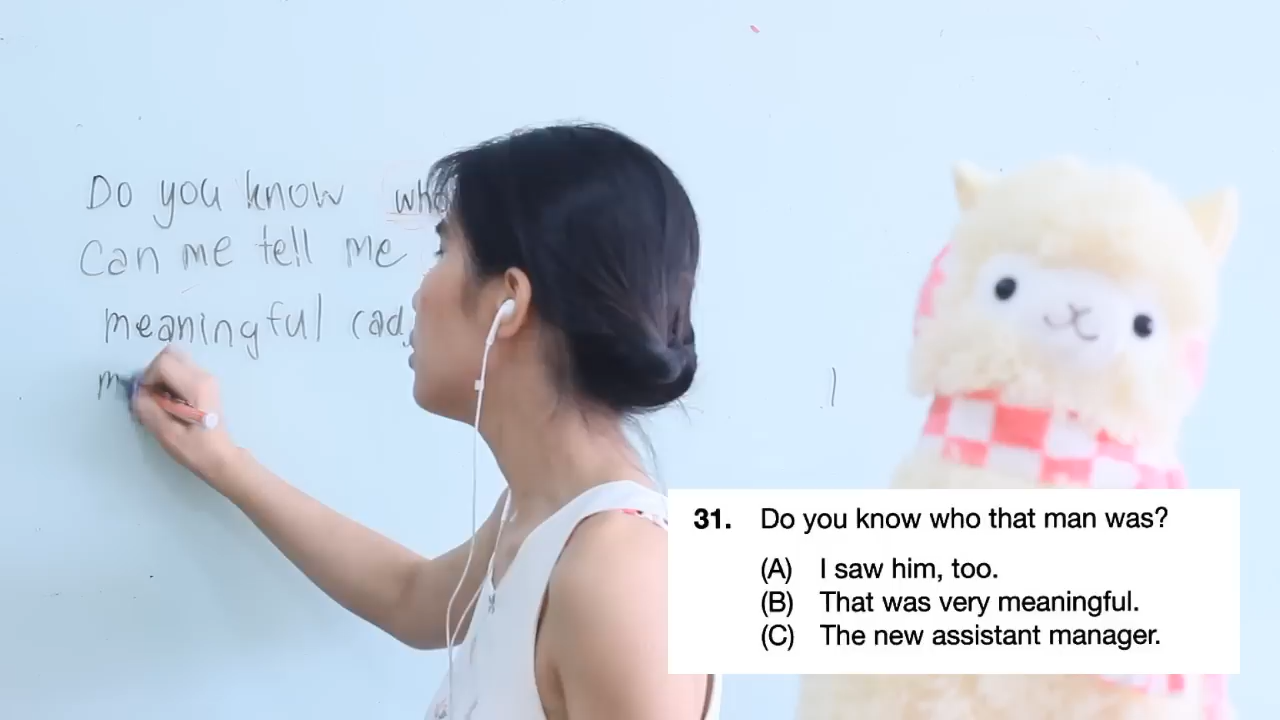 Do you know who
Can me tell me
meaningful (ad
m
31. Do you know who that man was?
(A) I saw him, too.
(B) That was very meaningful.
(C) The new assistant manager.